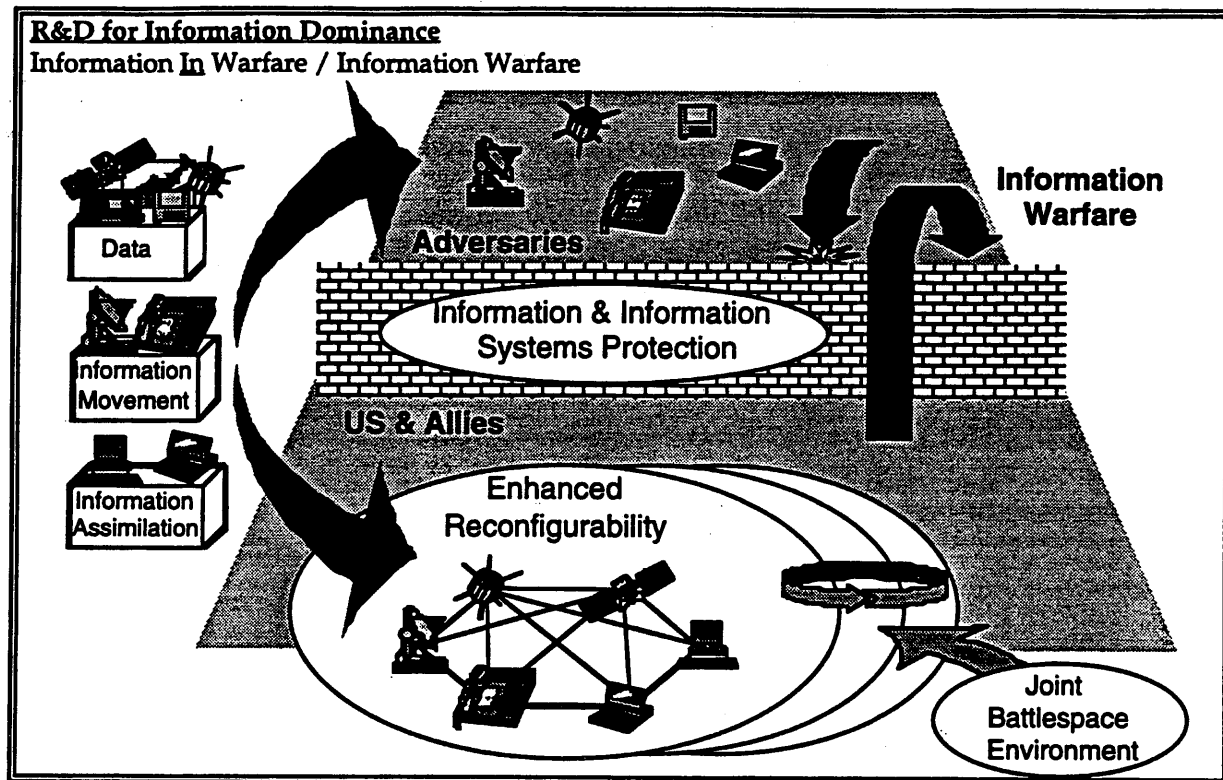 R&D for Information Dominance
Information In Warfare / Information Warfare
Data
Information
Movement
Information
Assimilation
Adversaries
Information
Warfare
Information & Information
Systems Protection
US & Allies
Enhanced
Reconfigurability
Joint
Battlespace
Environment